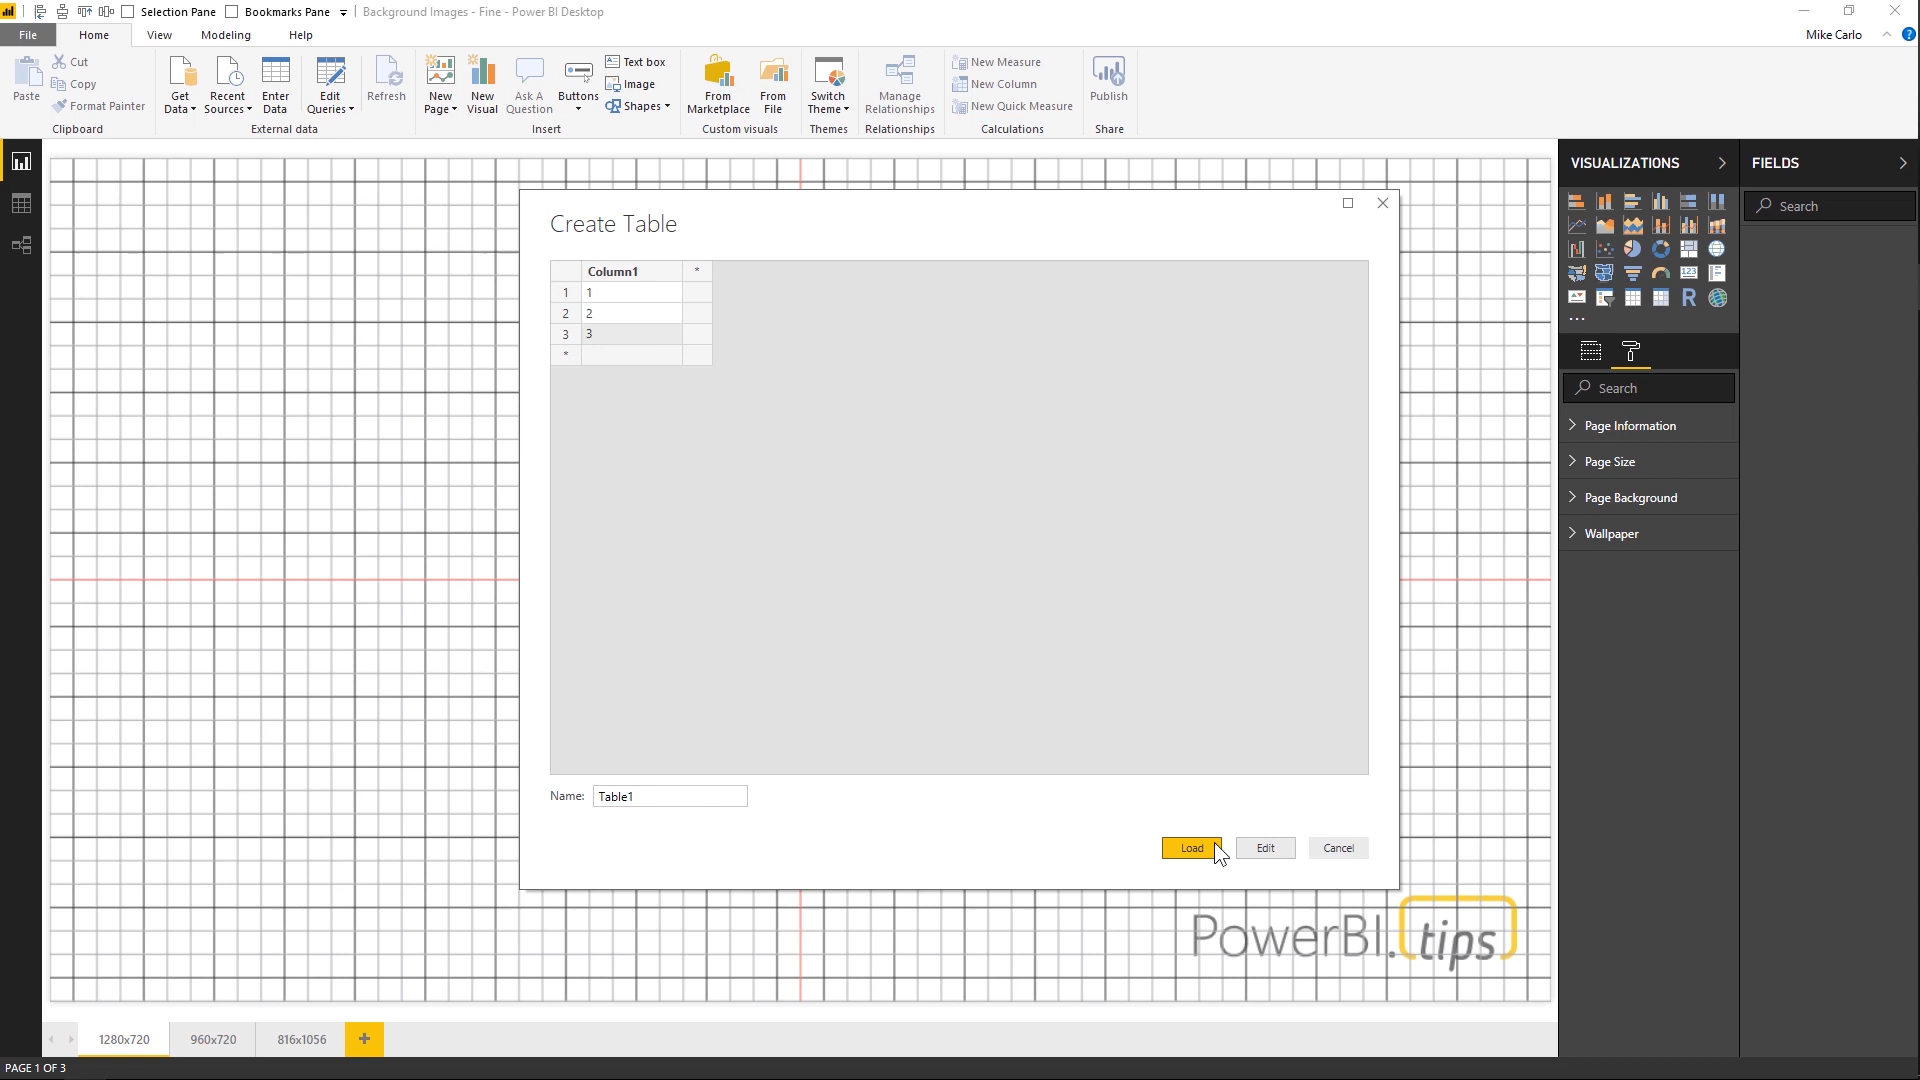 Selection Pane Bookmarks Pane Background Images - Fine - Power BI Desktop
File Home View Modeling Help Mike Carlo ?
Paste
Cut
Copy
Format Painter
Clipboard
Get Data
Recent Sources
Enter Data
Edit Queries
Refresh
External data
New Page
New Visual
Ask A Question
Buttons
Text box
Image
Shapes
Insert
From Marketplace
From File
Custom visuals
Switch Theme
Themes
Manage Relationships
Relationships
New Measure
New Column
New Quick Measure
Calculations
Publish
Share
Create Table
Column1 *
1 1
2 2
3 3
*
Name: Table1
Load Edit Cancel
PowerBI.tips
VISUALIZATIONS
123
R
...
Search
Page Information
Page Size
Page Background
Wallpaper
FIELDS
Search
1280x720 960x720 816x1056 +
PAGE 1 OF 3